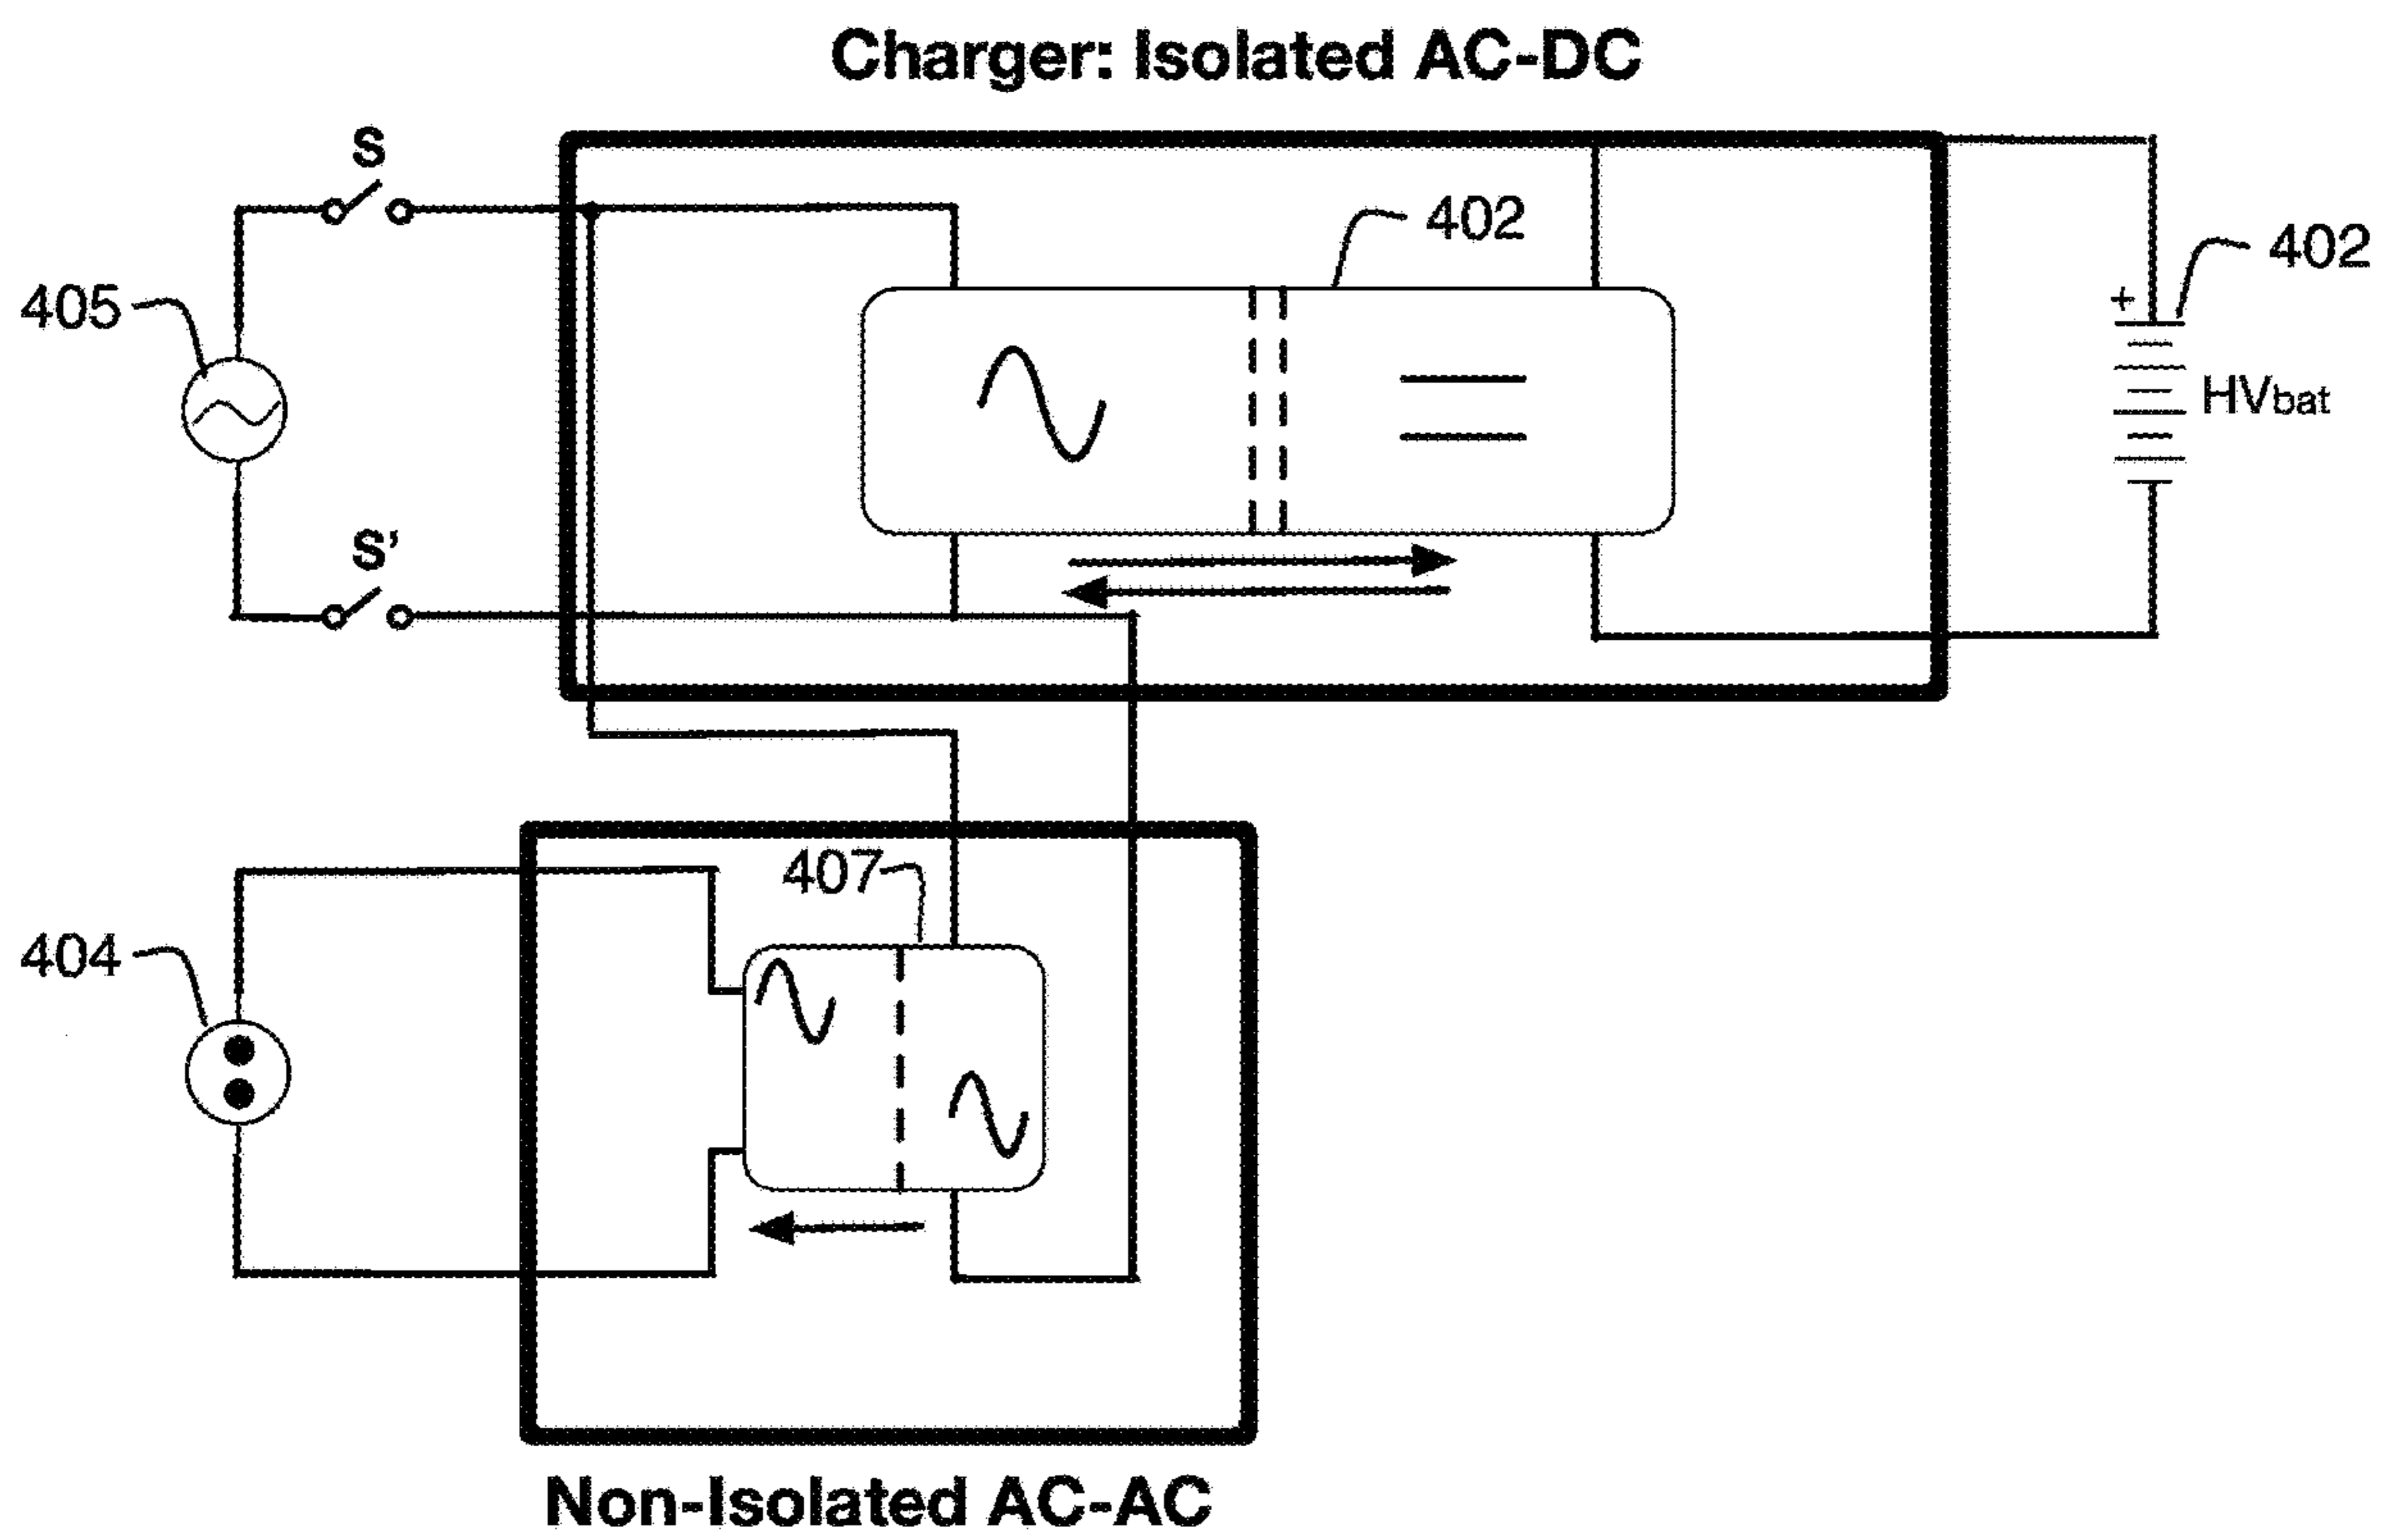 Charger: Isolated AC-DC
S
402
402
405
+
HVbat
S'
407
404
Non-Isolated AC-AC